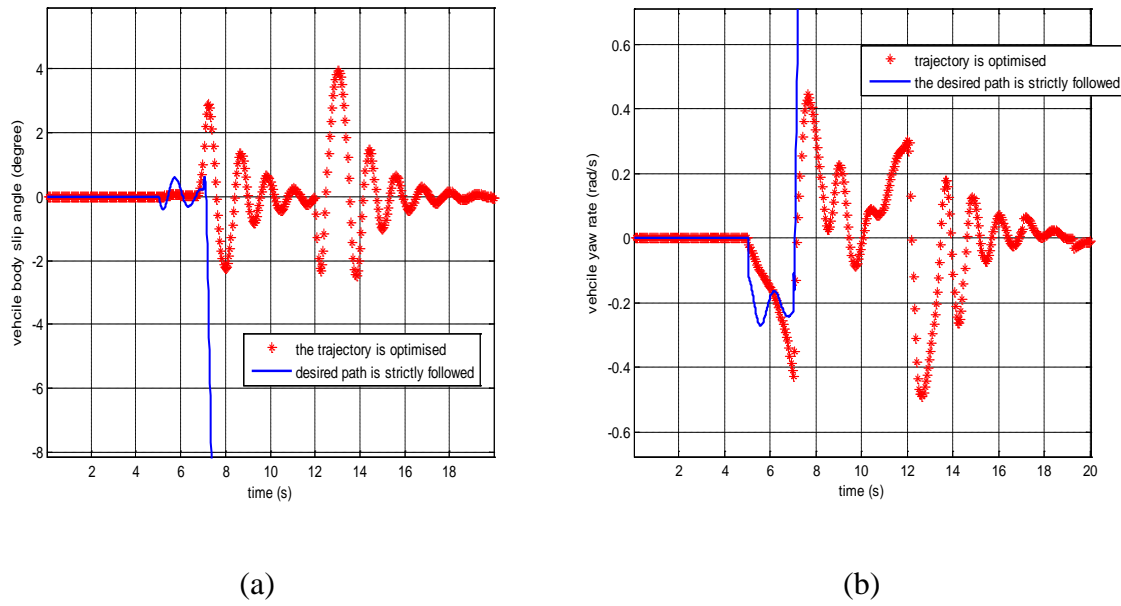 4
2
0
-2
-4
-6
-8
2 4 6 8 10 12 14 16 18
time (s)
vehcile body slip angle (degree)
the trajectory is optimised
desired path is strictly followed
(a)
0.6
0.4
0.2
0
-0.2
-0.4
-0.6
2 4 6 8 10 12 14 16 18 20
time (s)
vehcile yaw rate (rad/s)
trajectory is optimised
the desired path is strictly followed
(b)